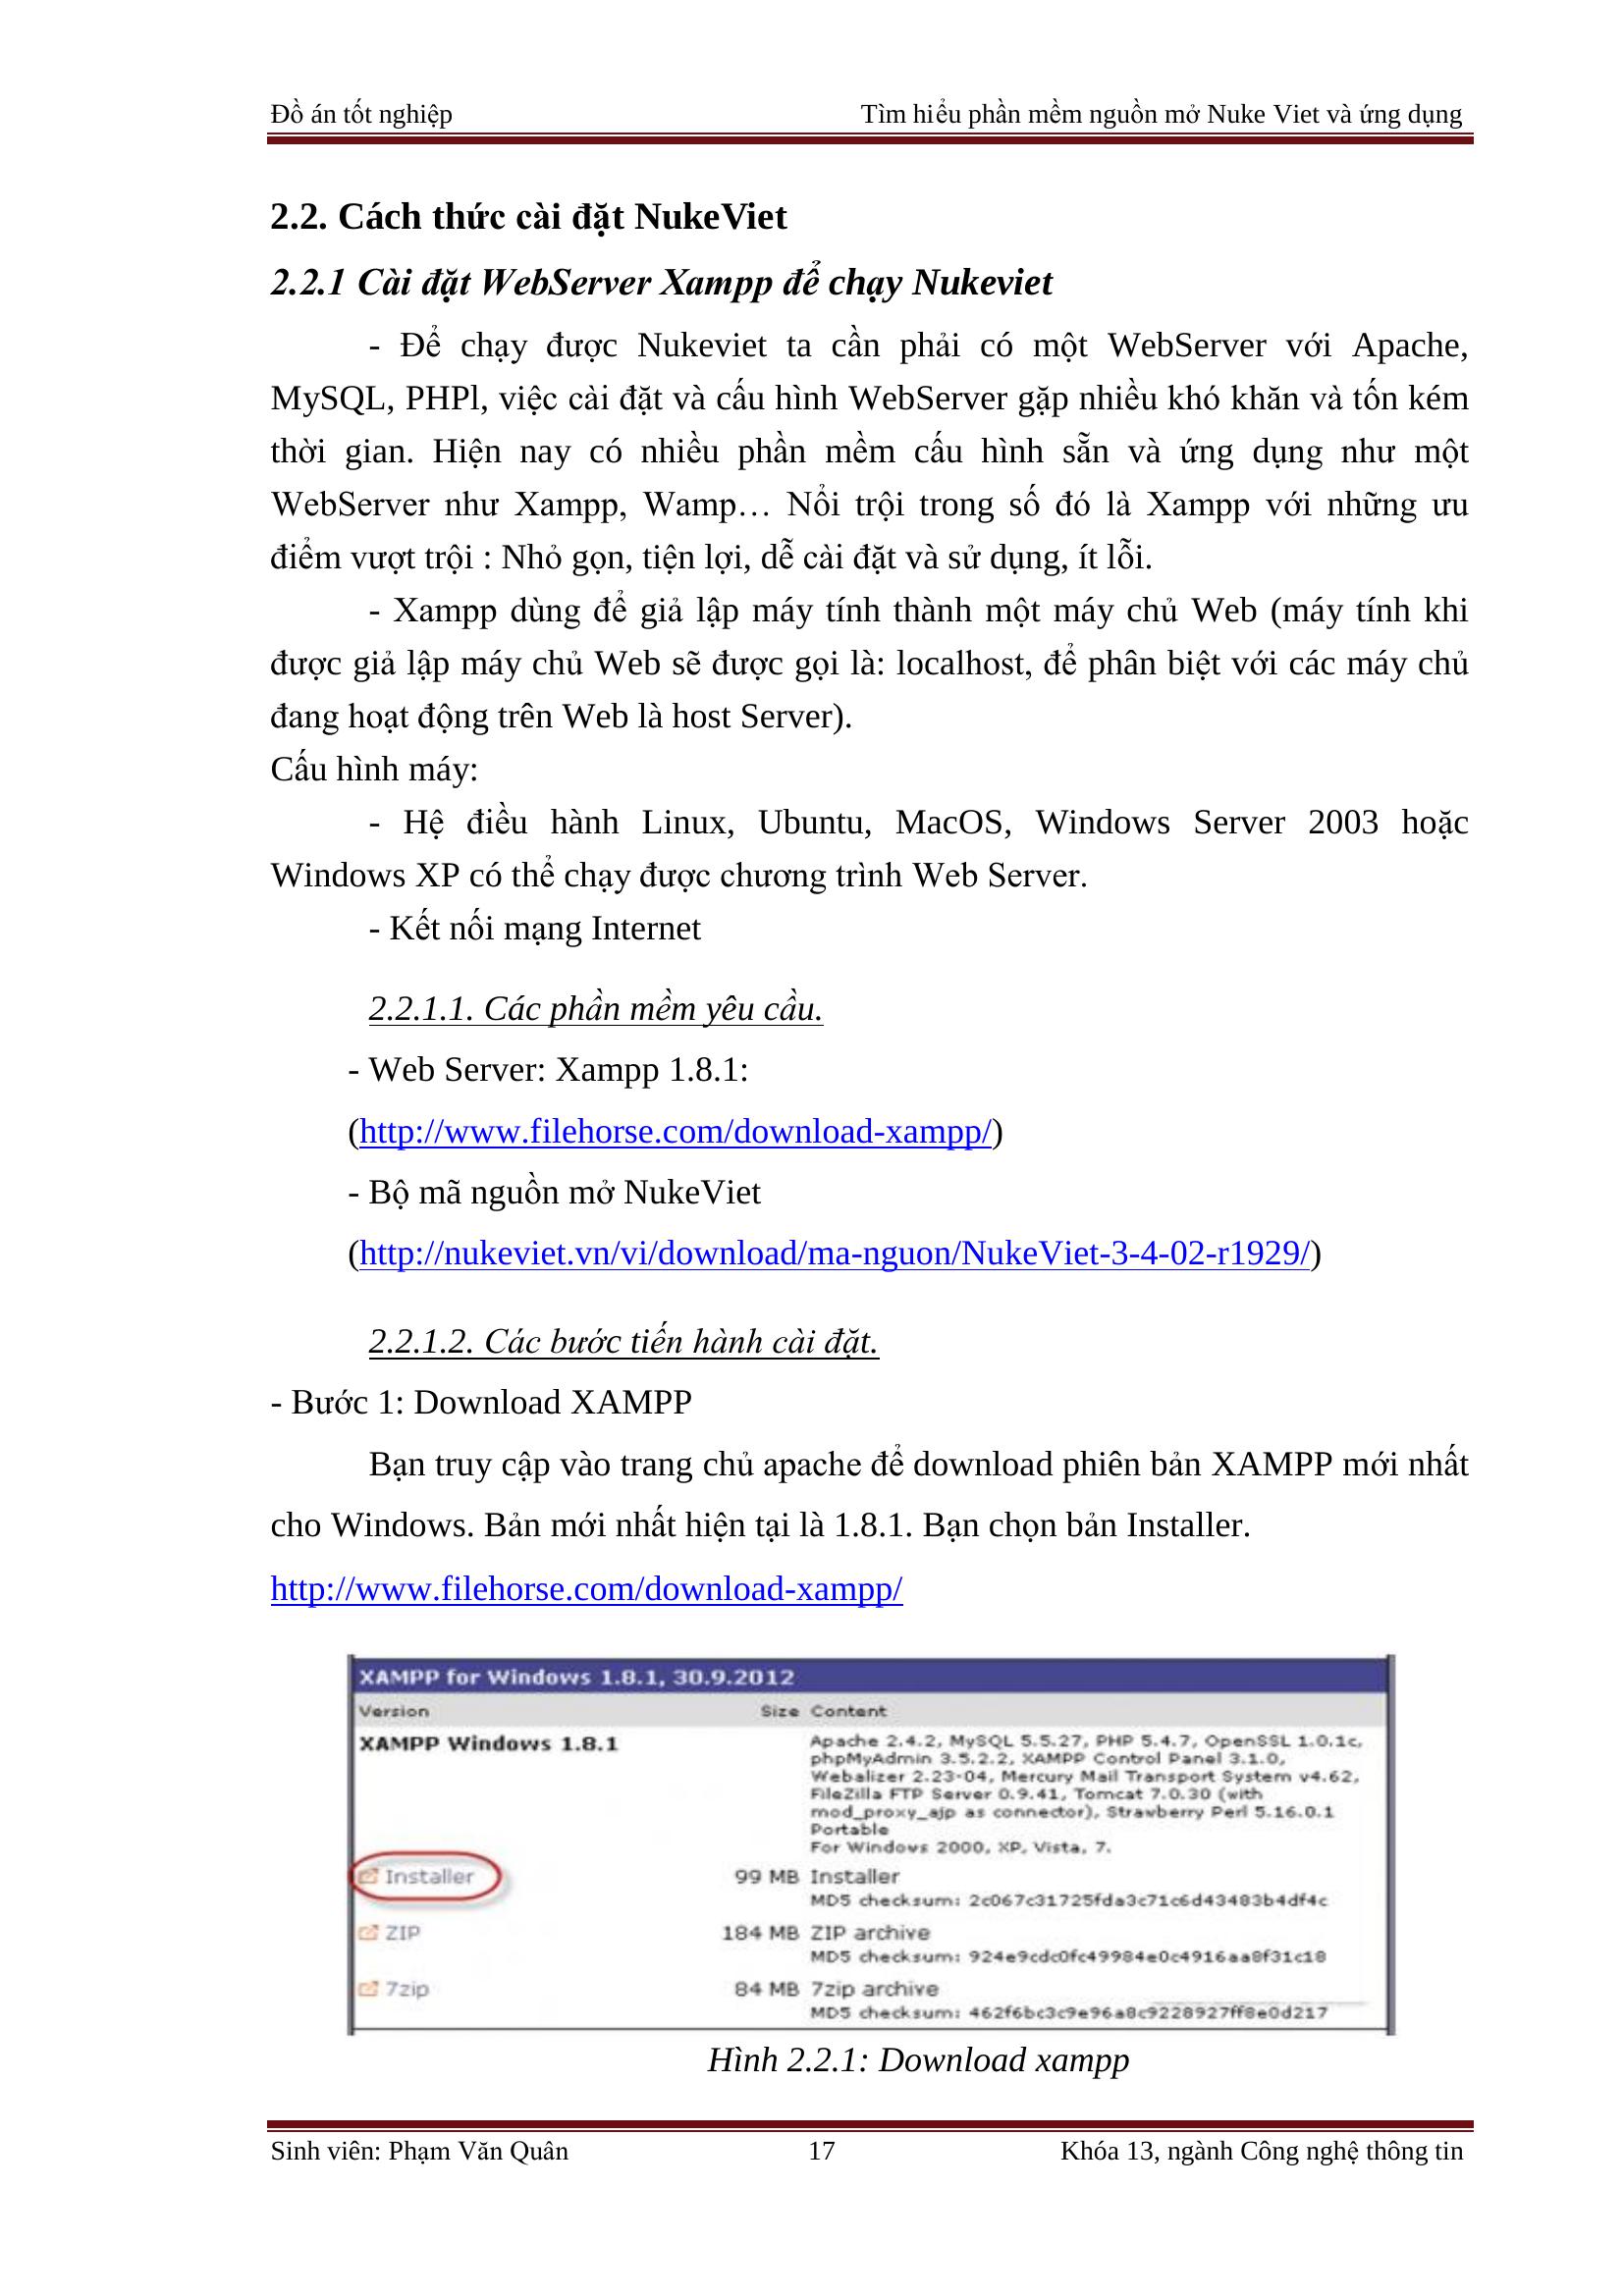 Đồ án tốt nghiệp Tìm hiểu phần mềm nguồn mở Nuke Viet và ứng dụng
2.2. Cách thức cài đặt NukeViet
2.2.1 Cài đặt WebServer Xampp để chạy Nukeviet
- Để chạy được Nukeviet ta cần phải có một WebServer với Apache,
MySQL, PHPl, việc cài đặt và cấu hình WebServer gặp nhiều khó khăn và tốn kém
thời gian. Hiện nay có nhiều phần mềm cấu hình sẵn và ứng dụng như một
WebServer như Xampp, Wamp… Nổi trội trong số đó là Xampp với những ưu
điểm vượt trội : Nhỏ gọn, tiện lợi, dễ cài đặt và sử dụng, ít lỗi.
- Xampp dùng để giả lập máy tính thành một máy chủ Web (máy tính khi
được giả lập máy chủ Web sẽ được gọi là: localhost, để phân biệt với các máy chủ
đang hoạt động trên Web là host Server).
Cấu hình máy:
- Hệ điều hành Linux, Ubuntu, MacOS, Windows Server 2003 hoặc
Windows XP có thể chạy được chương trình Web Server.
- Kết nối mạng Internet
2.2.1.1. Các phần mềm yêu cầu.
- Web Server: Xampp 1.8.1:
(http://www.filehorse.com/download-xampp/)
- Bộ mã nguồn mở NukeViet
(http://nukeviet.vn/vi/download/ma-nguon/NukeViet-3-4-02-r1929/)
2.2.1.2. Các bước tiến hành cài đặt.
- Bước 1: Download XAMPP
Bạn truy cập vào trang chủ apache để download phiên bản XAMPP mới nhất
cho Windows. Bản mới nhất hiện tại là 1.8.1. Bạn chọn bản Installer.
http://www.filehorse.com/download-xampp/
XAMPP for Windows 1.8.1, 30.9.2012
Version Size Content
XAMPP Windows 1.8.1 Apache 2.4.2, MySQL 5.5.27, PHP 5.4.7, OpenSSL 1.0.1c,
phpMyAdmin 3.5.2.2, XAMPP Control Panel 3.1.0,
Webalizer 2.23-04, Mercury Mail Transport System v4.62,
FileZilla FTP Server 0.9.41, Tomcat 7.0.30 (with
mod_proxy_ajp as connector), Strawberry Perl 5.16.0.1
Portable
For Windows 2000, XP, Vista, 7.
Installer 99 MB Installer
MD5 checksum: 2c067c31725fda3c71c6d43483b4df4c
ZIP 184 MB ZIP archive
MD5 checksum: 924e9cdc0fc49984e0c4916aa8f31c18
7zip 84 MB 7zip archive
MD5 checksum: 462f6bc3c9e96a8c9228927ff8e0d217
Hình 2.2.1: Download xampp
Sinh viên: Phạm Văn Quân 17 Khóa 13, ngành Công nghệ thông tin